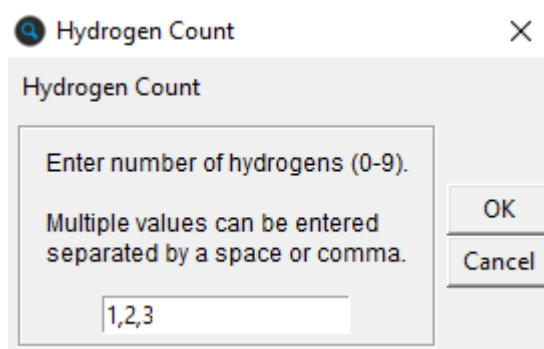 Hydrogen Count
Hydrogen Count
Enter number of hydrogens (0-9).
Multiple values can be entered
separated by a space or comma.
OK
Cancel
1,2,3